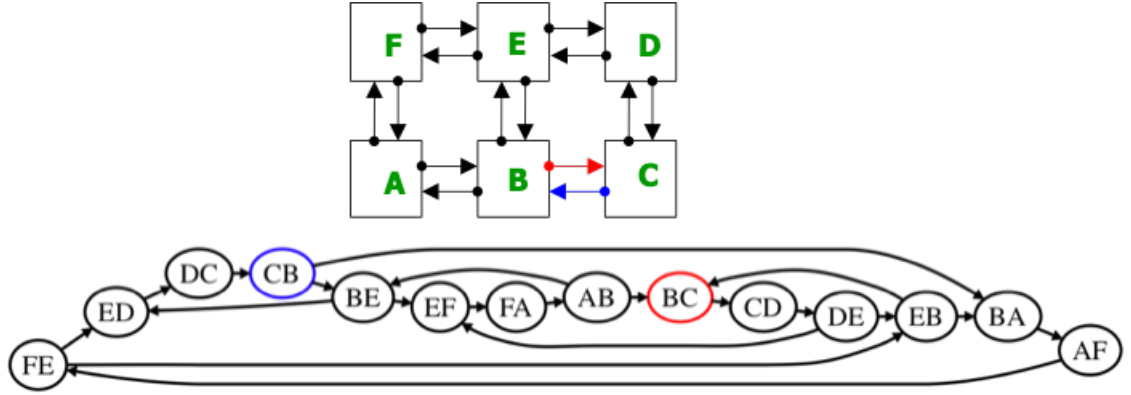 F E D
A B C
DC CB
BE EF FA AB BC CD DE EB BA
ED
FE AF